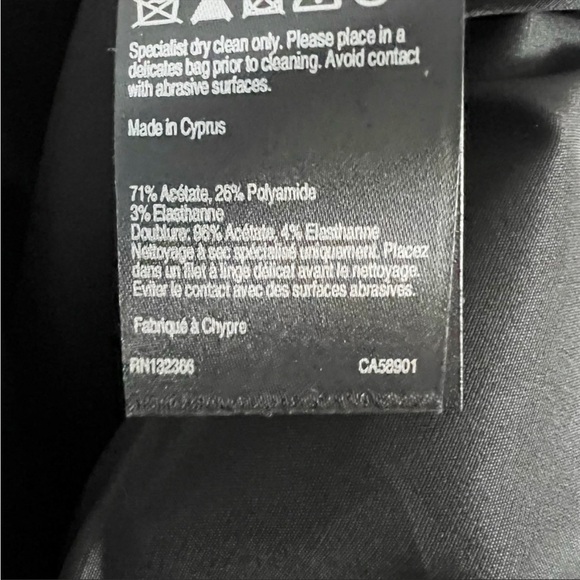 Specialist dry clean only. Please place in a
delicates bag prior to cleaning. Avoid contact
with abrasive surfaces.
Made in Cyprus
71% Acétate, 26% Polyamide
3% Elasthanne
Doublure: 96% Acétate, 4% Elasthanne
Nettoyage à sec spécialisé uniquement. Placez
dans un filet à linge délicat avant le nettoyage.
Eviter le contact avec des surfaces abrasives.
Fabriqué à Chypre
RN132366 CA58901